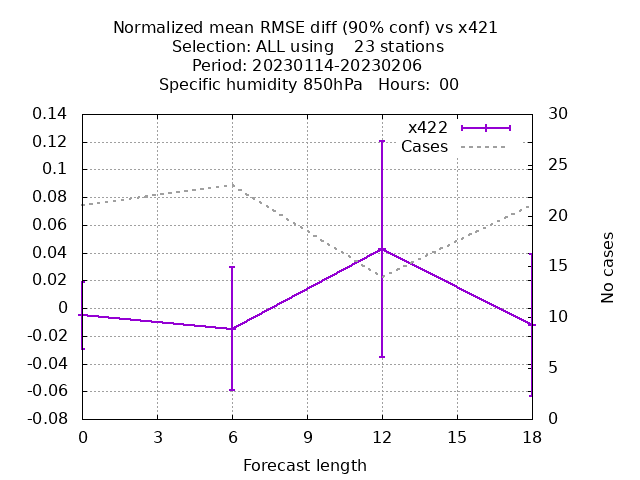 Normalized mean RMSE diff (90% conf) vs x421
Selection: ALL using    23 stations
Period: 20230114-20230206
Specific humidity 850hPa   Hours:  00
x422
Cases
0.14
0.12
0.1
0.08
0.06
0.04
0.02
0
-0.02
-0.04
-0.06
-0.08
30
25
20
15
10
5
0
No cases
0 3 6 9 12 15 18
Forecast length